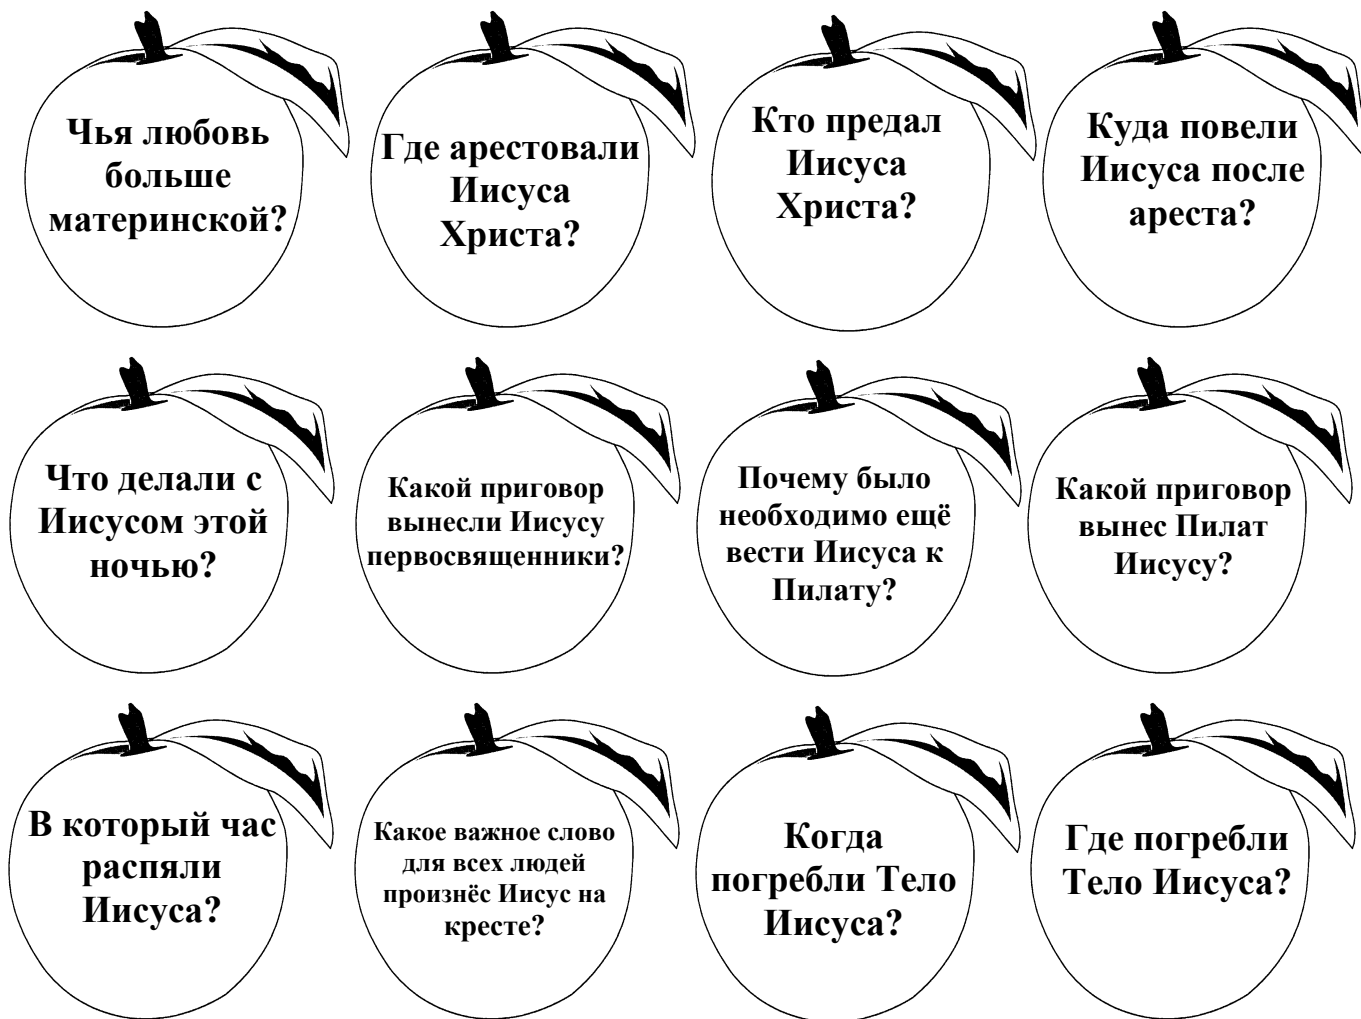 Чья любовь
больше
материнской?
Где арестовали
Иисуса
Христа?
Кто предал
Иисуса
Христа?
Куда повели
Иисуса после
ареста?
Что делали с
Иисусом этой
ночью?
Какой приговор
вынесли Иисусу
первосвященники?
Почему было
необходимо ещё
вести Иисуса к
Пилату?
Какой приговор
вынес Пилат
Иисусу?
В который час
распяли
Иисуса?
Какое важное слово
для всех людей
произнёс Иисус на
кресте?
Когда
погребли Тело
Иисуса?
Где погребли
Тело Иисуса?